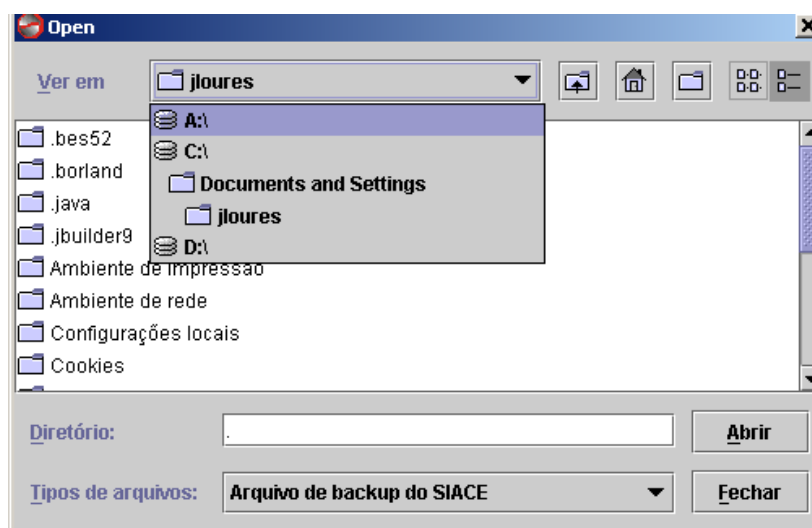 Open
Ver em
jloures
A:\
C:\
Documents and Settings
jloures
D:\
.bes52
.borland
.java
.jbuilder9
Ambiente de impressão
Ambiente de rede
Configurações locais
Cookies
Diretório:
.
Abrir
Tipos de arquivos:
Arquivo de backup do SIACE
Fechar